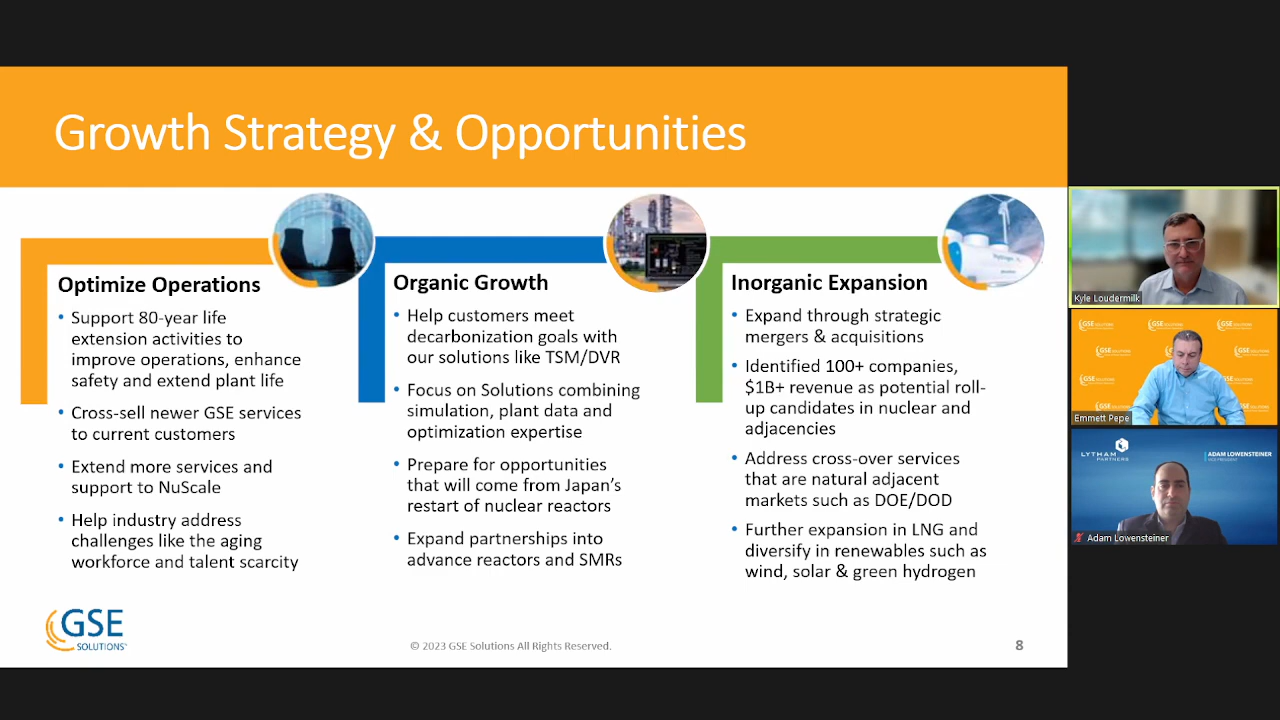 Growth Strategy & Opportunities
Optimize Operations
• Support 80-year life
extension activities to
improve operations, enhance
safety and extend plant life
• Cross-sell newer GSE services
to current customers
• Extend more services and
support to NuScale
• Help industry address
challenges like the aging
workforce and talent scarcity
Organic Growth
• Help customers meet
decarbonization goals with
our solutions like TSM/DVR
• Focus on Solutions combining
simulation, plant data and
optimization expertise
• Prepare for opportunities
that will come from Japan's
restart of nuclear reactors
• Expand partnerships into
advance reactors and SMRs
Inorganic Expansion
• Expand through strategic
mergers & acquisitions
• Identified 100+ companies,
$1B+ revenue as potential roll-
up candidates in nuclear and
adjacencies
• Address cross-over services
that are natural adjacent
markets such as DOE/DOD
• Further expansion in LNG and
diversify in renewables such as
wind, solar & green hydrogen
GSE
SOLUTIONS
© 2023 GSE Solutions All Rights Reserved.
8
Kyle Loudermilk
GSE SOLUTIONS
Emmett Pepe
LYTHAM
PARTNERS
ADAM LOWENSTEINER
VICE PRESIDENT
Adam Lowensteiner